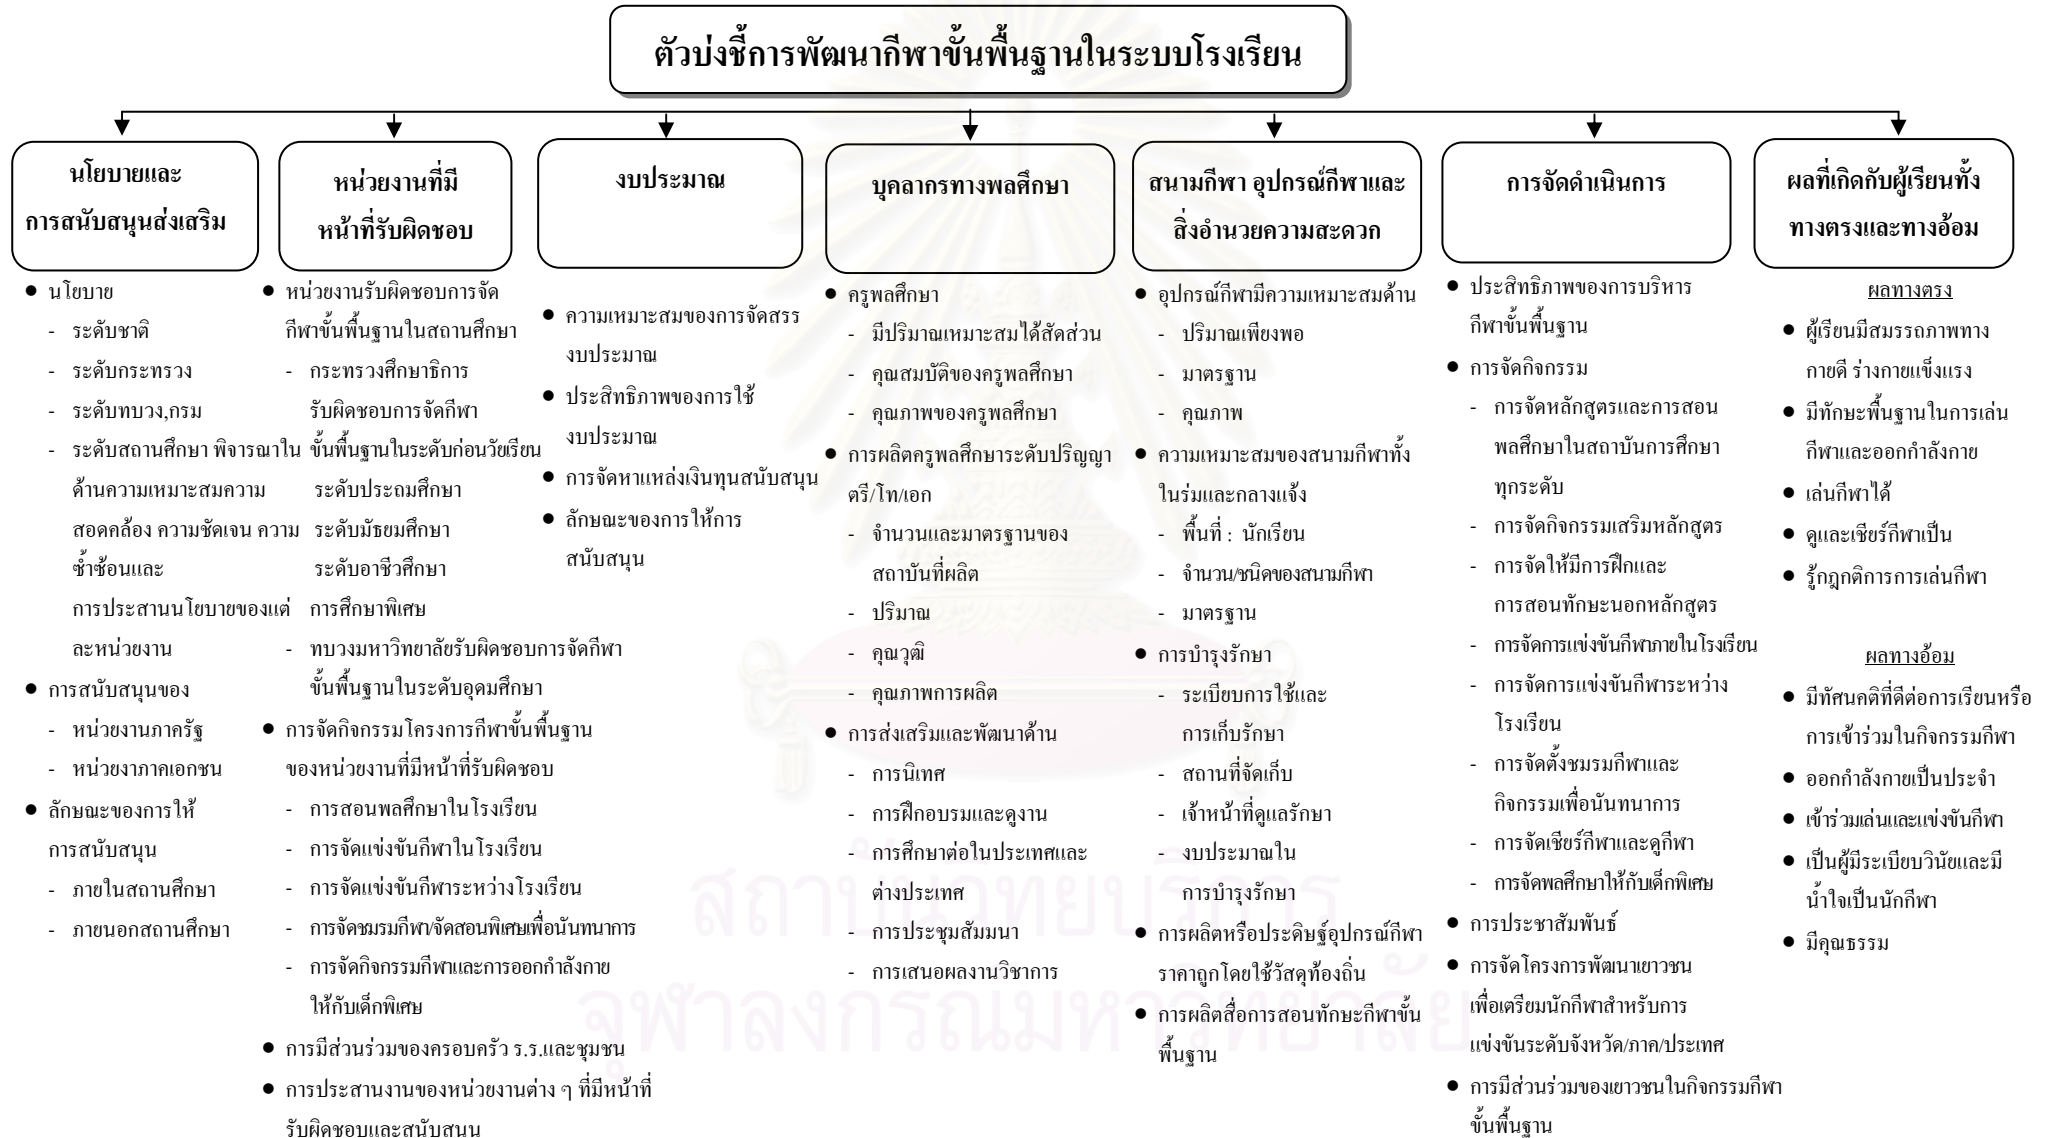 ตัวบ่งชี้การพัฒนากีฬาขั้นพื้นฐานในระบบโรงเรียน
นโยบายและ
การสนับสนุนส่งเสริม
● นโยบาย
- ระดับชาติ
- ระดับกระทรวง
- ระดับทบวง,กรม
- ระดับสถานศึกษา พิจารณาใน
ด้านความเหมาะสมความ
สอดคล้อง ความชัดเจน ความ
ซ้ำซ้อนและ
การประสานนโยบายของแต่
ละหน่วยงาน
● การสนับสนุนของ
- หน่วยงานภาครัฐ
- หน่วยงาภาคเอกชน
● ลักษณะของการให้
การสนับสนุน
- ภายในสถานศึกษา
- ภายนอกสถานศึกษา
หน่วยงานที่มี
หน้าที่รับผิดชอบ
● หน่วยงานรับผิดชอบการจัด
กีฬาขั้นพื้นฐานในสถานศึกษา
- กระทรวงศึกษาธิการ
รับผิดชอบการจัดกีฬา
ขั้นพื้นฐานในระดับก่อนวัยเรียน
ระดับประถมศึกษา
ระดับมัธยมศึกษา
ระดับอาชีวศึกษา
การศึกษาพิเศษ
- ทบวงมหาวิทยาลัยรับผิดชอบการจัดกีฬา
ขั้นพื้นฐานในระดับอุดมศึกษา
● การจัดกิจกรรมโครงการกีฬาขั้นพื้นฐาน
ของหน่วยงานที่มีหน้าที่รับผิดชอบ
- การสอนพลศึกษาในโรงเรียน
- การจัดแข่งขันกีฬาในโรงเรียน
- การจัดแข่งขันกีฬาระหว่างโรงเรียน
- การจัดชมรมกีฬา/จัดสอนพิเศษเพื่อนันทนาการ
- การจัดกิจกรรมกีฬาและการออกกำลังกาย
ให้กับเด็กพิเศษ
● การมีส่วนร่วมของครอบครัว ร.ร.และชุมชน
● การประสานงานของหน่วยงานต่าง ๆ ที่มีหน้าที่
รับผิดชอบและสนับสนุน
งบประมาณ
● ความเหมาะสมของการจัดสรร
งบประมาณ
● ประสิทธิภาพของการใช้
งบประมาณ
● การจัดหาแหล่งเงินทุนสนับสนุน
● ลักษณะของการให้การ
สนับสนุน
บุคลากรทางพลศึกษา
● ครูพลศึกษา
- มีปริมาณเหมาะสมได้สัดส่วน
- คุณสมบัติของครูพลศึกษา
- คุณภาพของครูพลศึกษา
● การผลิตครูพลศึกษาระดับปริญญา
ตรี/โท/เอก
- จำนวนและมาตรฐานของ
สถาบันที่ผลิต
- ปริมาณ
- คุณวุฒิ
- คุณภาพการผลิต
● การส่งเสริมและพัฒนาด้าน
- การนิเทศ
- การฝึกอบรมและดูงาน
- การศึกษาต่อในประเทศและ
ต่างประเทศ
- การประชุมสัมมนา
- การเสนอผลงานวิชาการ
สนามกีฬา อุปกรณ์กีฬาและ
สิ่งอำนวยความสะดวก
● อุปกรณ์กีฬามีความเหมาะสมด้าน
- ปริมาณเพียงพอ
- มาตรฐาน
- คุณภาพ
● ความเหมาะสมของสนามกีฬาทั้ง
ในร่มและกลางแจ้ง
- พื้นที่ : นักเรียน
- จำนวน/ชนิดของสนามกีฬา
- มาตรฐาน
● การบำรุงรักษา
- ระเบียบการใช้และ
การเก็บรักษา
- สถานที่จัดเก็บ
- เจ้าหน้าที่ดูแลรักษา
- งบประมาณใน
การบำรุงรักษา
● การผลิตหรือประดิษฐ์อุปกรณ์กีฬา
ราคาถูกโดยใช้วัสดุท้องถิ่น
● การผลิตสื่อการสอนทักษะกีฬาขั้น
พื้นฐาน
การจัดดำเนินการ
● ประสิทธิภาพของการบริหาร
กีฬาขั้นพื้นฐาน
● การจัดกิจกรรม
- การจัดหลักสูตรและการสอน
พลศึกษาในสถาบันการศึกษา
ทุกระดับ
- การจัดกิจกรรมเสริมหลักสูตร
- การจัดให้มีการฝึกและ
การสอนทักษะนอกหลักสูตร
- การจัดการแข่งขันกีฬาภายในโรงเรียน
- การจัดการแข่งขันกีฬาระหว่าง
โรงเรียน
- การจัดตั้งชมรมกีฬาและ
กิจกรรมเพื่อนันทนาการ
- การจัดเชียร์กีฬาและดูกีฬา
- การจัดพลศึกษาให้กับเด็กพิเศษ
● การประชาสัมพันธ์
● การจัดโครงการพัฒนาเยาวชน
เพื่อเตรียมนักกีฬาสำหรับการ
แข่งขันระดับจังหวัด/ภาค/ประเทศ
● การมีส่วนร่วมของเยาวชนในกิจกรรมกีฬา
ขั้นพื้นฐาน
ผลที่เกิดกับผู้เรียนทั้ง
ทางตรงและทางอ้อม
ผลทางตรง
● ผู้เรียนมีสมรรถภาพทาง
กายดี ร่างกายแข็งแรง
● มีทักษะพื้นฐานในการเล่น
กีฬาและออกกำลังกาย
● เล่นกีฬาได้
● ดูและเชียร์กีฬาเป็น
● รู้กฎกติการการเล่นกีฬา
ผลทางอ้อม
● มีทัศนคติที่ดีต่อการเรียนหรือ
การเข้าร่วมในกิจกรรมกีฬา
● ออกกำลังกายเป็นประจำ
● เข้าร่วมเล่นและแข่งขันกีฬา
● เป็นผู้มีระเบียบวินัยและมี
น้ำใจเป็นนักกีฬา
● มีคุณธรรม
สถาบันวิทยบริการ
จุฬาลงกรณ์มหาวิทยาลัย